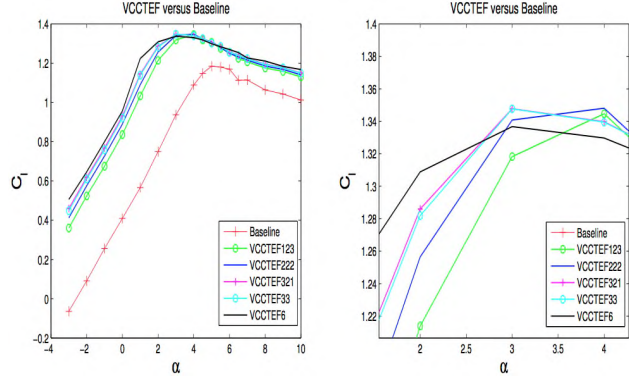 VCCTEF versus Baseline
1.4
1.2
1
0.8
0.6
0.4
0.2
0
−0.2
−4
−2
0
2
4
6
8
10
C_l
α
Baseline
VCCTEF123
VCCTEF222
VCCTEF321
VCCTEF33
VCCTEF6
VCCTEF versus Baseline
1.4
1.38
1.36
1.34
1.32
1.3
1.28
1.26
1.24
1.22
2
2.5
3
3.5
4
C_l
α
Baseline
VCCTEF123
VCCTEF222
VCCTEF321
VCCTEF33
VCCTEF6